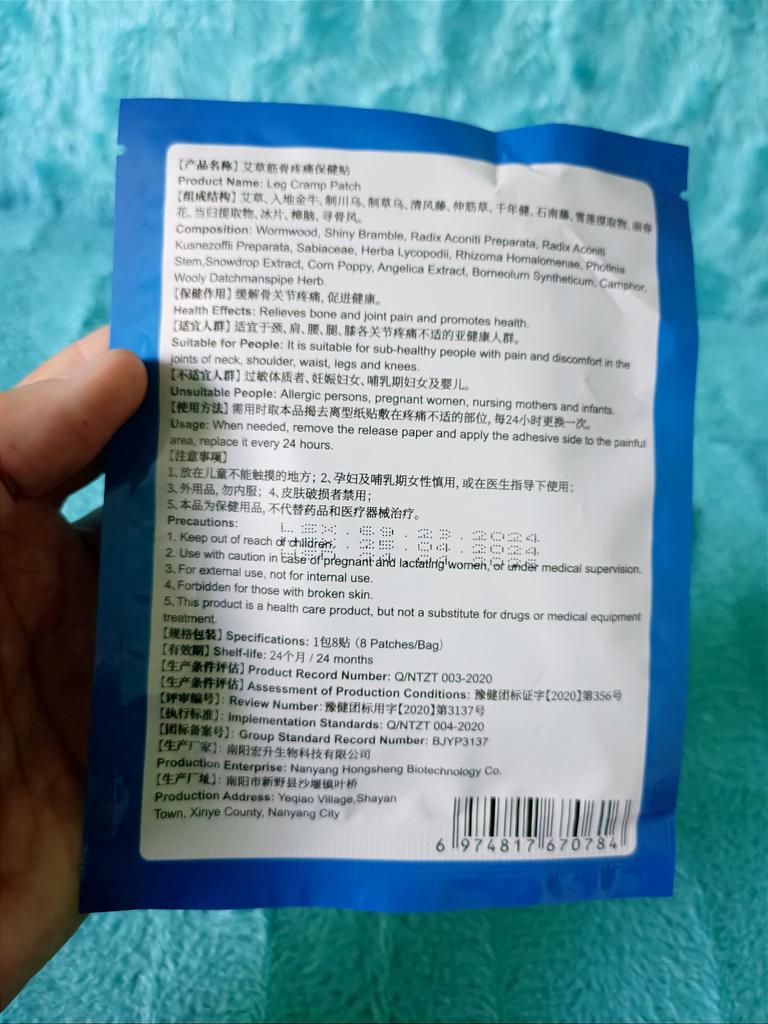 【产品名称】艾草筋骨疼痛保健贴
Product Name: Leg Cramp Patch
【组成结构】艾草、入地金牛、制川乌、制草乌、清风藤、伸筋草、千年健、石南藤、雪莲提取物、丽春
花、当归提取物、冰片、樟脑、寻骨风。
Composition: Wormwood, Shiny Bramble, Radix Aconiti Preparata, Radix Aconiti
Kusnezoffii Preparata, Sabiaceae, Herba Lycopodii, Rhizoma Homalomenae, Photinia
Stem,Snowdrop Extract, Corn Poppy, Angelica Extract, Borneolum Syntheticum, Camphor,
Wooly Datchmanspipe Herb.
【保健作用】缓解骨关节疼痛, 促进健康。
Health Effects: Relieves bone and joint pain and promotes health.
【适宜人群】适宜于颈、肩、腰、腿、膝各关节疼痛不适的亚健康人群。
Suitable for People: It is suitable for sub-healthy people with pain and discomfort in the
joints of neck, shoulder, waist, legs and knees.
【不适宜人群】过敏体质者、妊娠妇女、哺乳期妇女及婴儿。
Unsuitable People: Allergic persons, pregnant women, nursing mothers and infants.
【使用方法】需用时取本品揭去离型纸贴敷在疼痛不适的部位, 每24小时更换一次。
Usage: When needed, remove the release paper and apply the adhesive side to the painful
area, replace it every 24 hours.
【注意事项】
1、放在儿童不能触摸的地方；2、孕妇及哺乳期女性慎用, 或在医生指导下使用；
3、外用品, 勿内服；4、皮肤破损者禁用；
5、本品为保健用品, 不代替药品和医疗器械治疗。
Precautions:
1. Keep out of reach of children.
2. Use with caution in case of pregnant and lactating women, or under medical supervision.
3、For external use, not for internal use.
4、Forbidden for those with broken skin.
5、This product is a health care product, but not a substitute for drugs or medical equipment
treatment.
【规格包装】Specifications: 1包8贴（8 Patches/Bag）
【有效期】Shelf-life: 24个月 / 24 months
【生产条件评估】Product Record Number: Q/NTZT 003-2020
【生产条件评估】Assessment of Production Conditions: 豫健团标证字【2020】第356号
【评审编号】: Review Number: 豫健团标用字【2020】第3137号
【执行标准】: Implementation Standards: Q/NTZT 004-2020
【团标备案号】: Group Standard Record Number: BJYP3137
【生产厂家】: 南阳宏升生物科技有限公司
Production Enterprise: Nanyang Hongsheng Biotechnology Co.
【生产厂址】: 南阳市新野县沙堰镇叶桥
Production Address: Yeqiao Village,Shayan
Town, Xinye County, Nanyang City
6 974817 670784